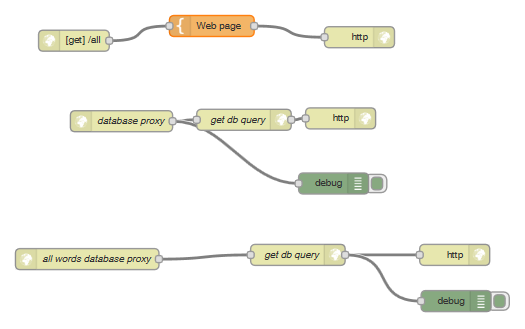 [get] /all
Web page
http
database proxy
get db query
http
debug
all words database proxy
get db query
http
debug